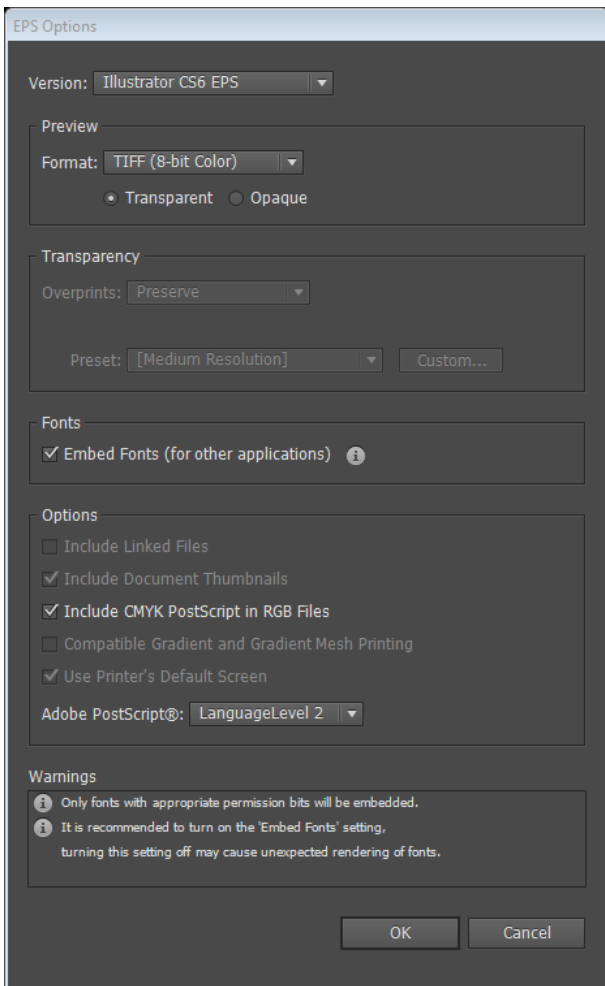 EPS Options
Version: Illustrator CS6 EPS
Preview
Format: TIFF (8-bit Color)
Transparent Opaque
Transparency
Overprints: Preserve
Preset: [Medium Resolution] Custom...
Fonts
Embed Fonts (for other applications)
Options
Include Linked Files
Include Document Thumbnails
Include CMYK PostScript in RGB Files
Compatible Gradient and Gradient Mesh Printing
Use Printer's Default Screen
Adobe PostScript®: LanguageLevel 2
Warnings
Only fonts with appropriate permission bits will be embedded.
It is recommended to turn on the 'Embed Fonts' setting,
turning this setting off may cause unexpected rendering of fonts.
OK Cancel